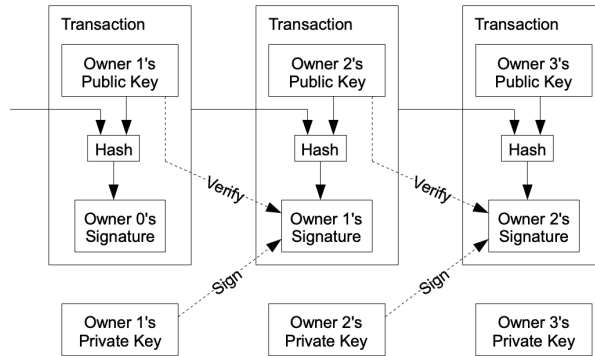 Transaction
Owner 1's
Public Key
Hash
Owner 0's
Signature
Transaction
Owner 2's
Public Key
Hash
Verify
Owner 1's
Signature
Transaction
Owner 3's
Public Key
Hash
Verify
Owner 2's
Signature
Owner 1's
Private Key
Sign
Owner 2's
Private Key
Sign
Owner 3's
Private Key